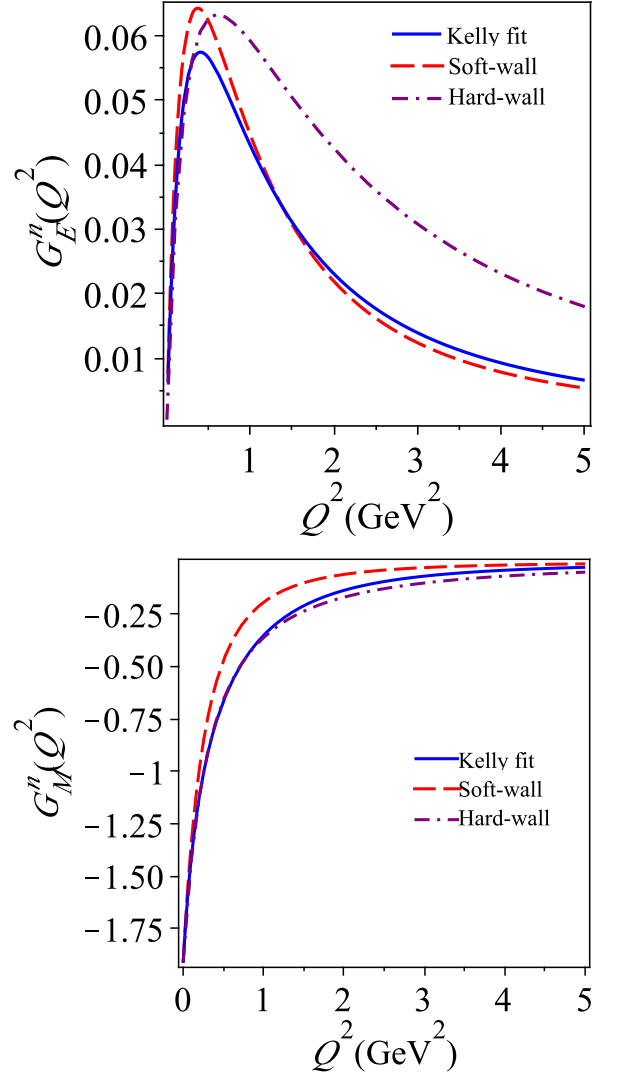 0.06
0.05
0.04
0.03
0.02
0.01
G_E^n(Q^2)
Kelly fit
Soft-wall
Hard-wall
1 2 3 4 5
Q^2(GeV^2)
-0.25
-0.50
-0.75
-1
-1.25
-1.50
-1.75
G_M^n(Q^2)
Kelly fit
Soft-wall
Hard-wall
0 1 2 3 4 5
Q^2(GeV^2)